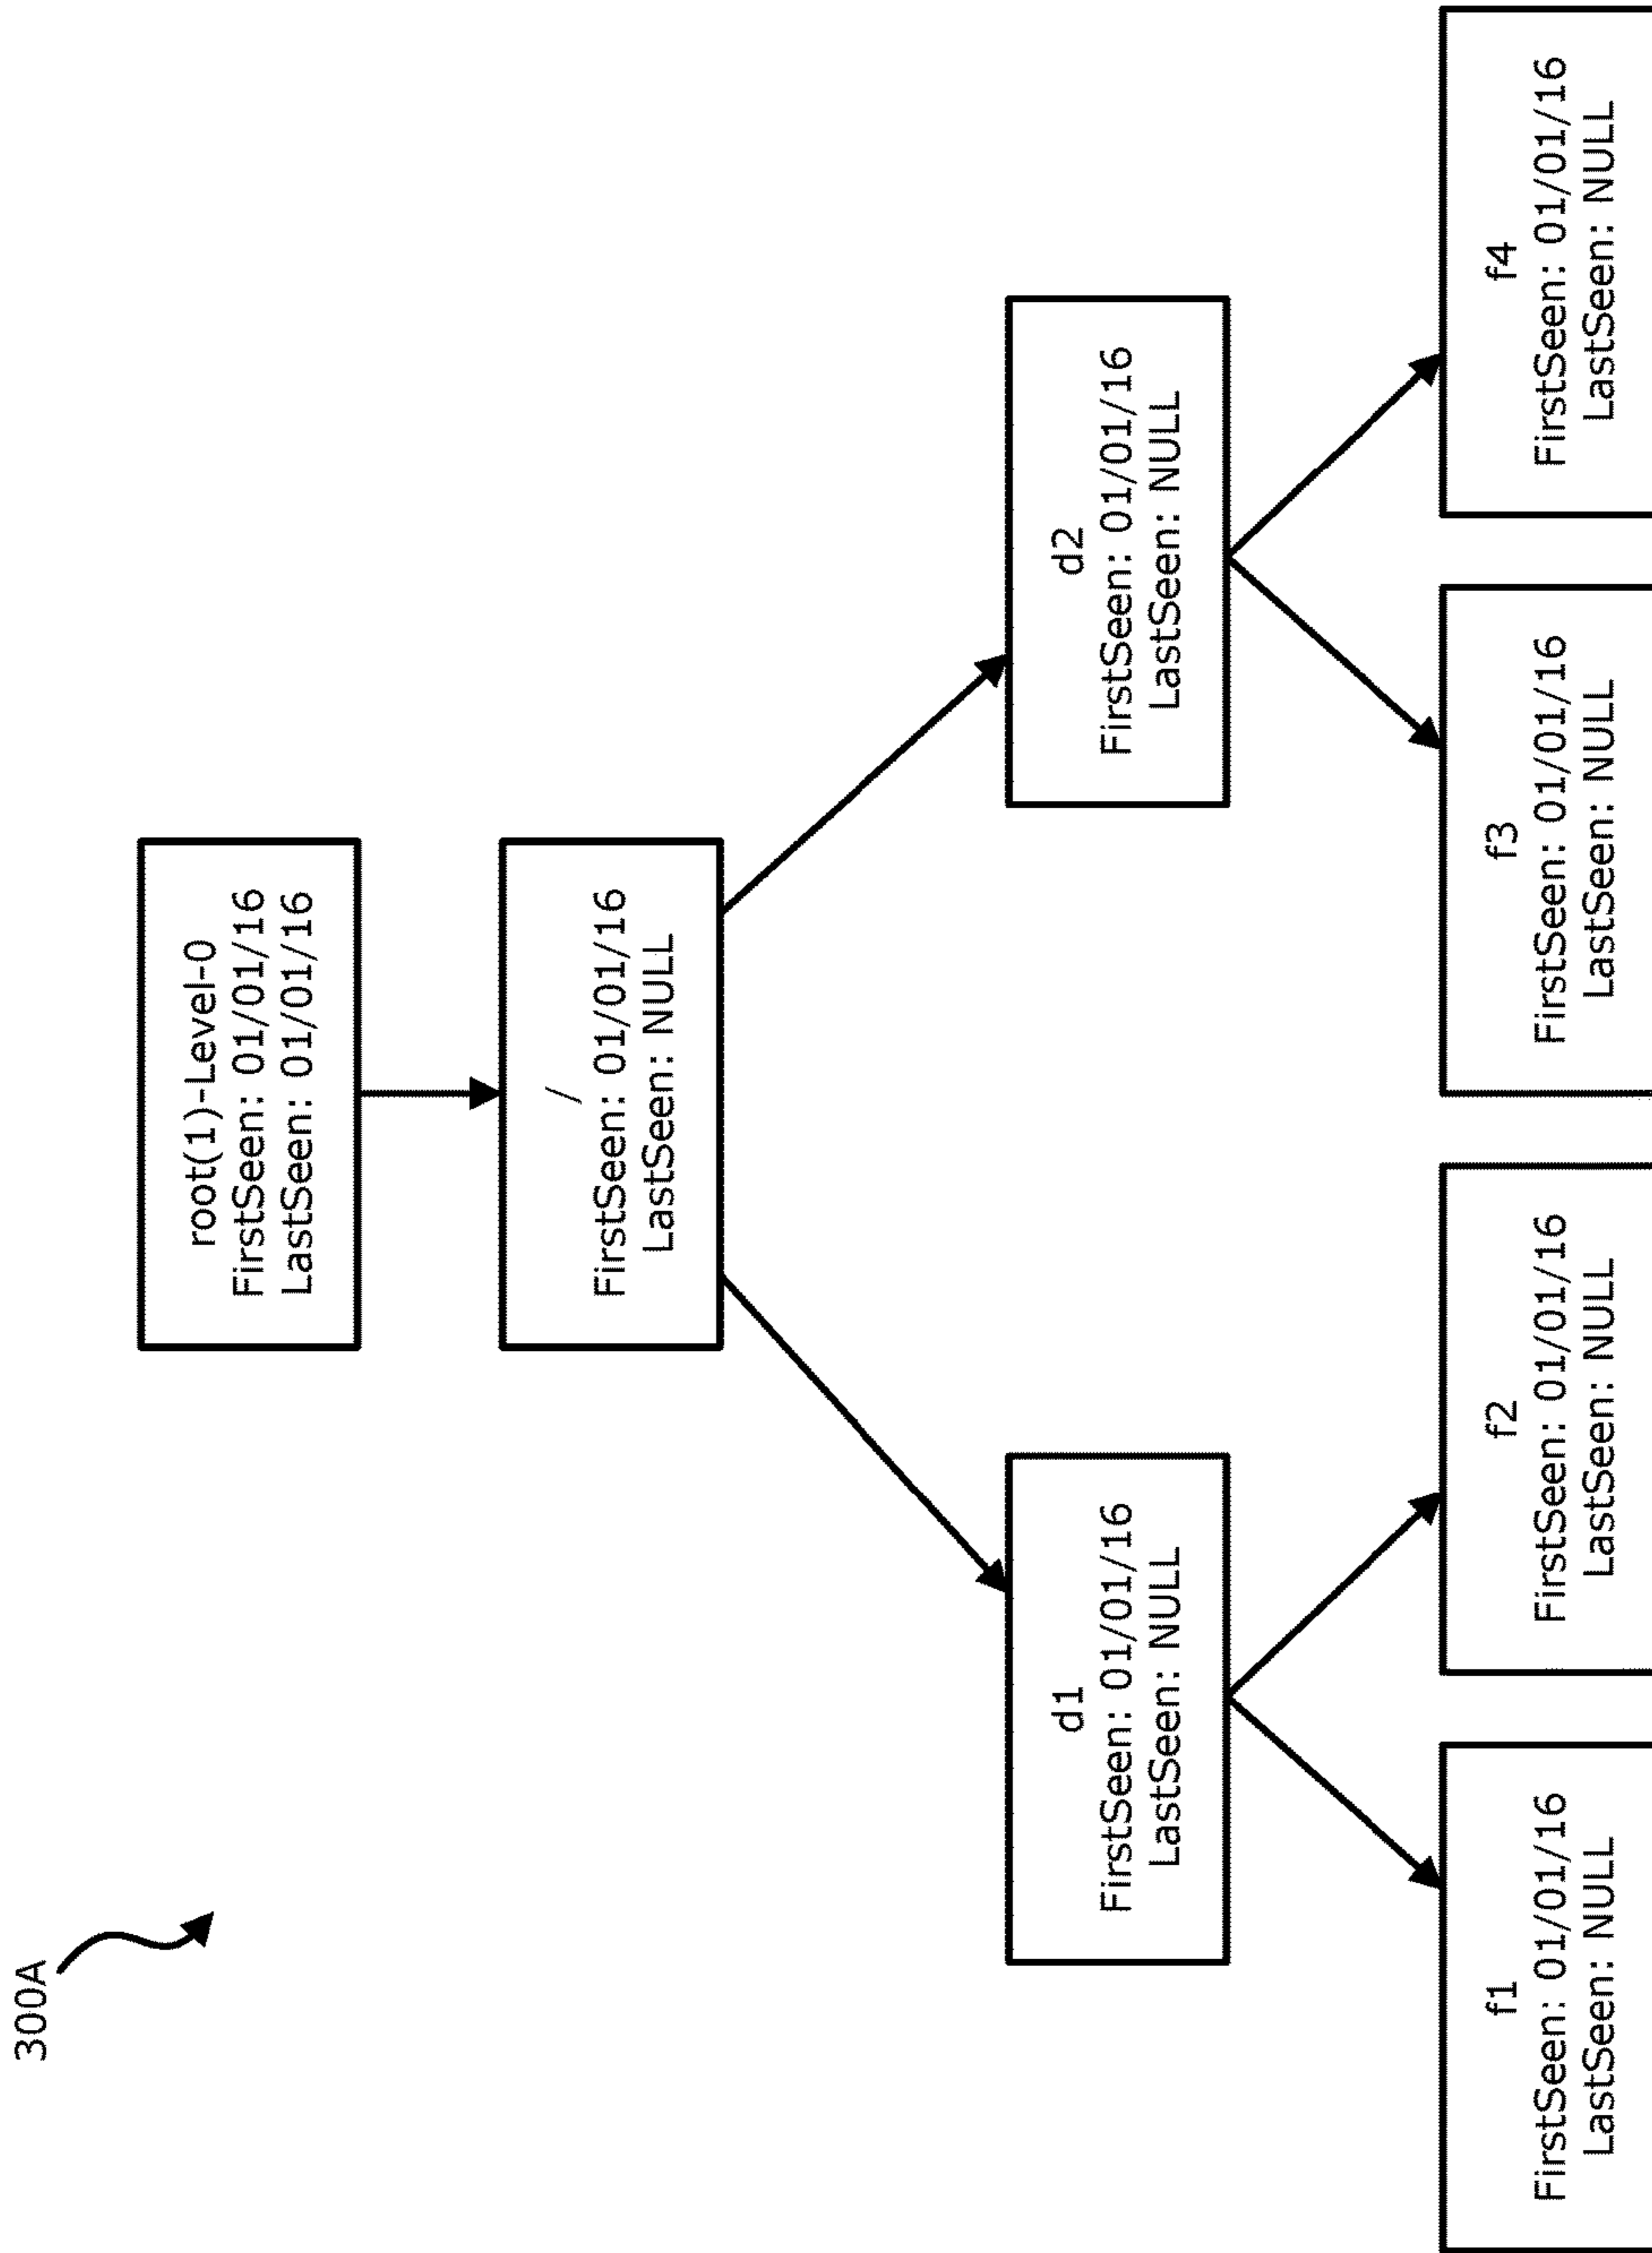 300A
root(1)-Level-0
FirstSeen: 01/01/16
LastSeen: 01/01/16
/
FirstSeen: 01/01/16
LastSeen: NULL
d1
FirstSeen: 01/01/16
LastSeen: NULL
d2
FirstSeen: 01/01/16
LastSeen: NULL
f1
FirstSeen: 01/01/16
LastSeen: NULL
f2
FirstSeen: 01/01/16
LastSeen: NULL
f3
FirstSeen: 01/01/16
LastSeen: NULL
f4
FirstSeen: 01/01/16
LastSeen: NULL